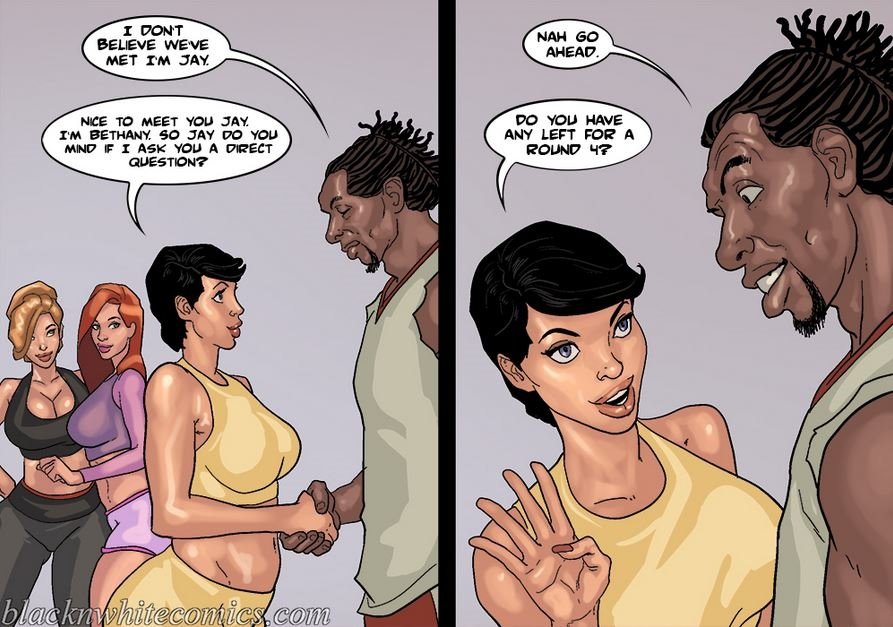 I DON'T
BELIEVE WE'VE
MET I'M JAY.
NICE TO MEET YOU JAY.
I'M BETHANY. SO JAY DO YOU
MIND IF I ASK YOU A DIRECT
QUESTION?
NAH GO
AHEAD.
DO YOU HAVE
ANY LEFT FOR A
ROUND 4?
blacknwhitecomics.com